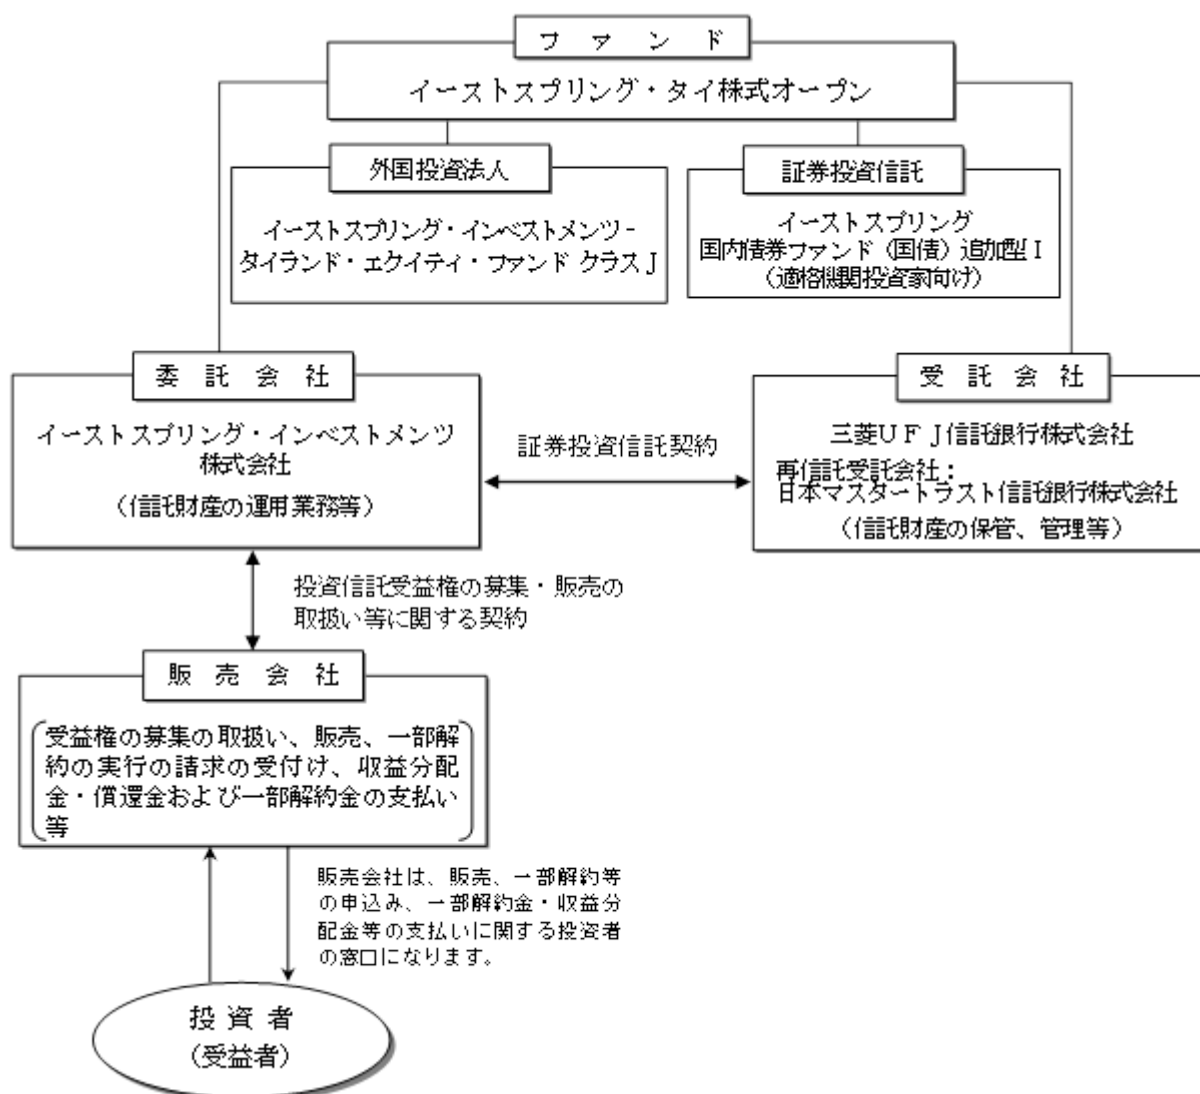 ファンド
イーストスプリング・タイ株式オープン
外国投資法人
イーストスプリング・インベストメンツ－
タイランド・エクイティ・ファンド クラスＪ
証券投資信託
イーストスプリング
国内債券ファンド（国債）追加型Ｉ
（適格機関投資家向け）
委託会社
イーストスプリング・インベストメンツ
株式会社
（信託財産の運用業務等）
証券投資信託契約
受託会社
三菱ＵＦＪ信託銀行株式会社
再信託受託会社：
日本マスタートラスト信託銀行株式会社
（信託財産の保管、管理等）
投資信託受益権の募集・販売の
取扱い等に関する契約
販売会社
受益権の募集の取扱い、販売、一部解
約の実行の請求の受付け、収益分配
金・償還金および一部解約金の支払い
等
販売会社は、販売、一部解約等
の申込み、一部解約金・収益分
配金等の支払いに関する投資者
の窓口になります。
投資者
（受益者）